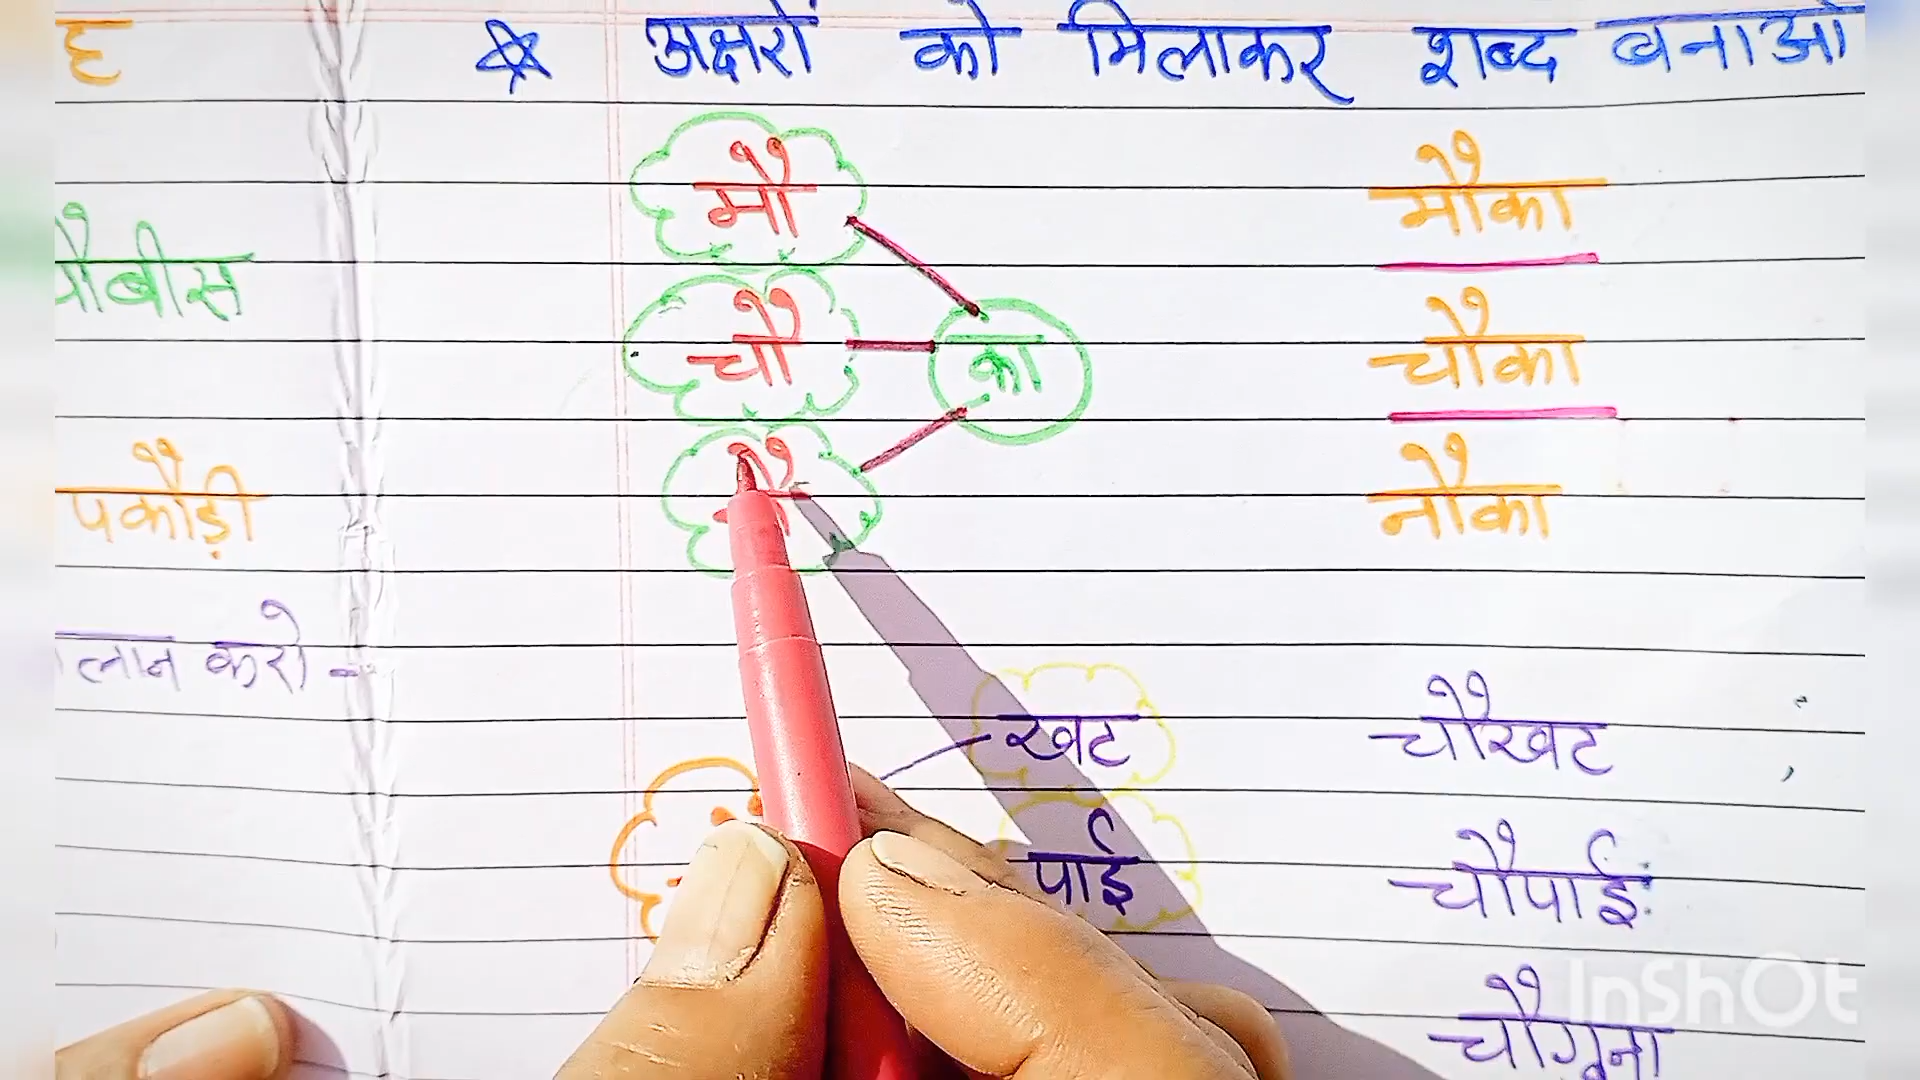 ह
अक्षरों को मिलाकर शब्द बनाओ
मौ
मौका
चौबीस
चौ
का
चौका
नौका
पकौड़ी
करो -
खट
चौखट
पाई
चौपाई
चौगुना
InShOt